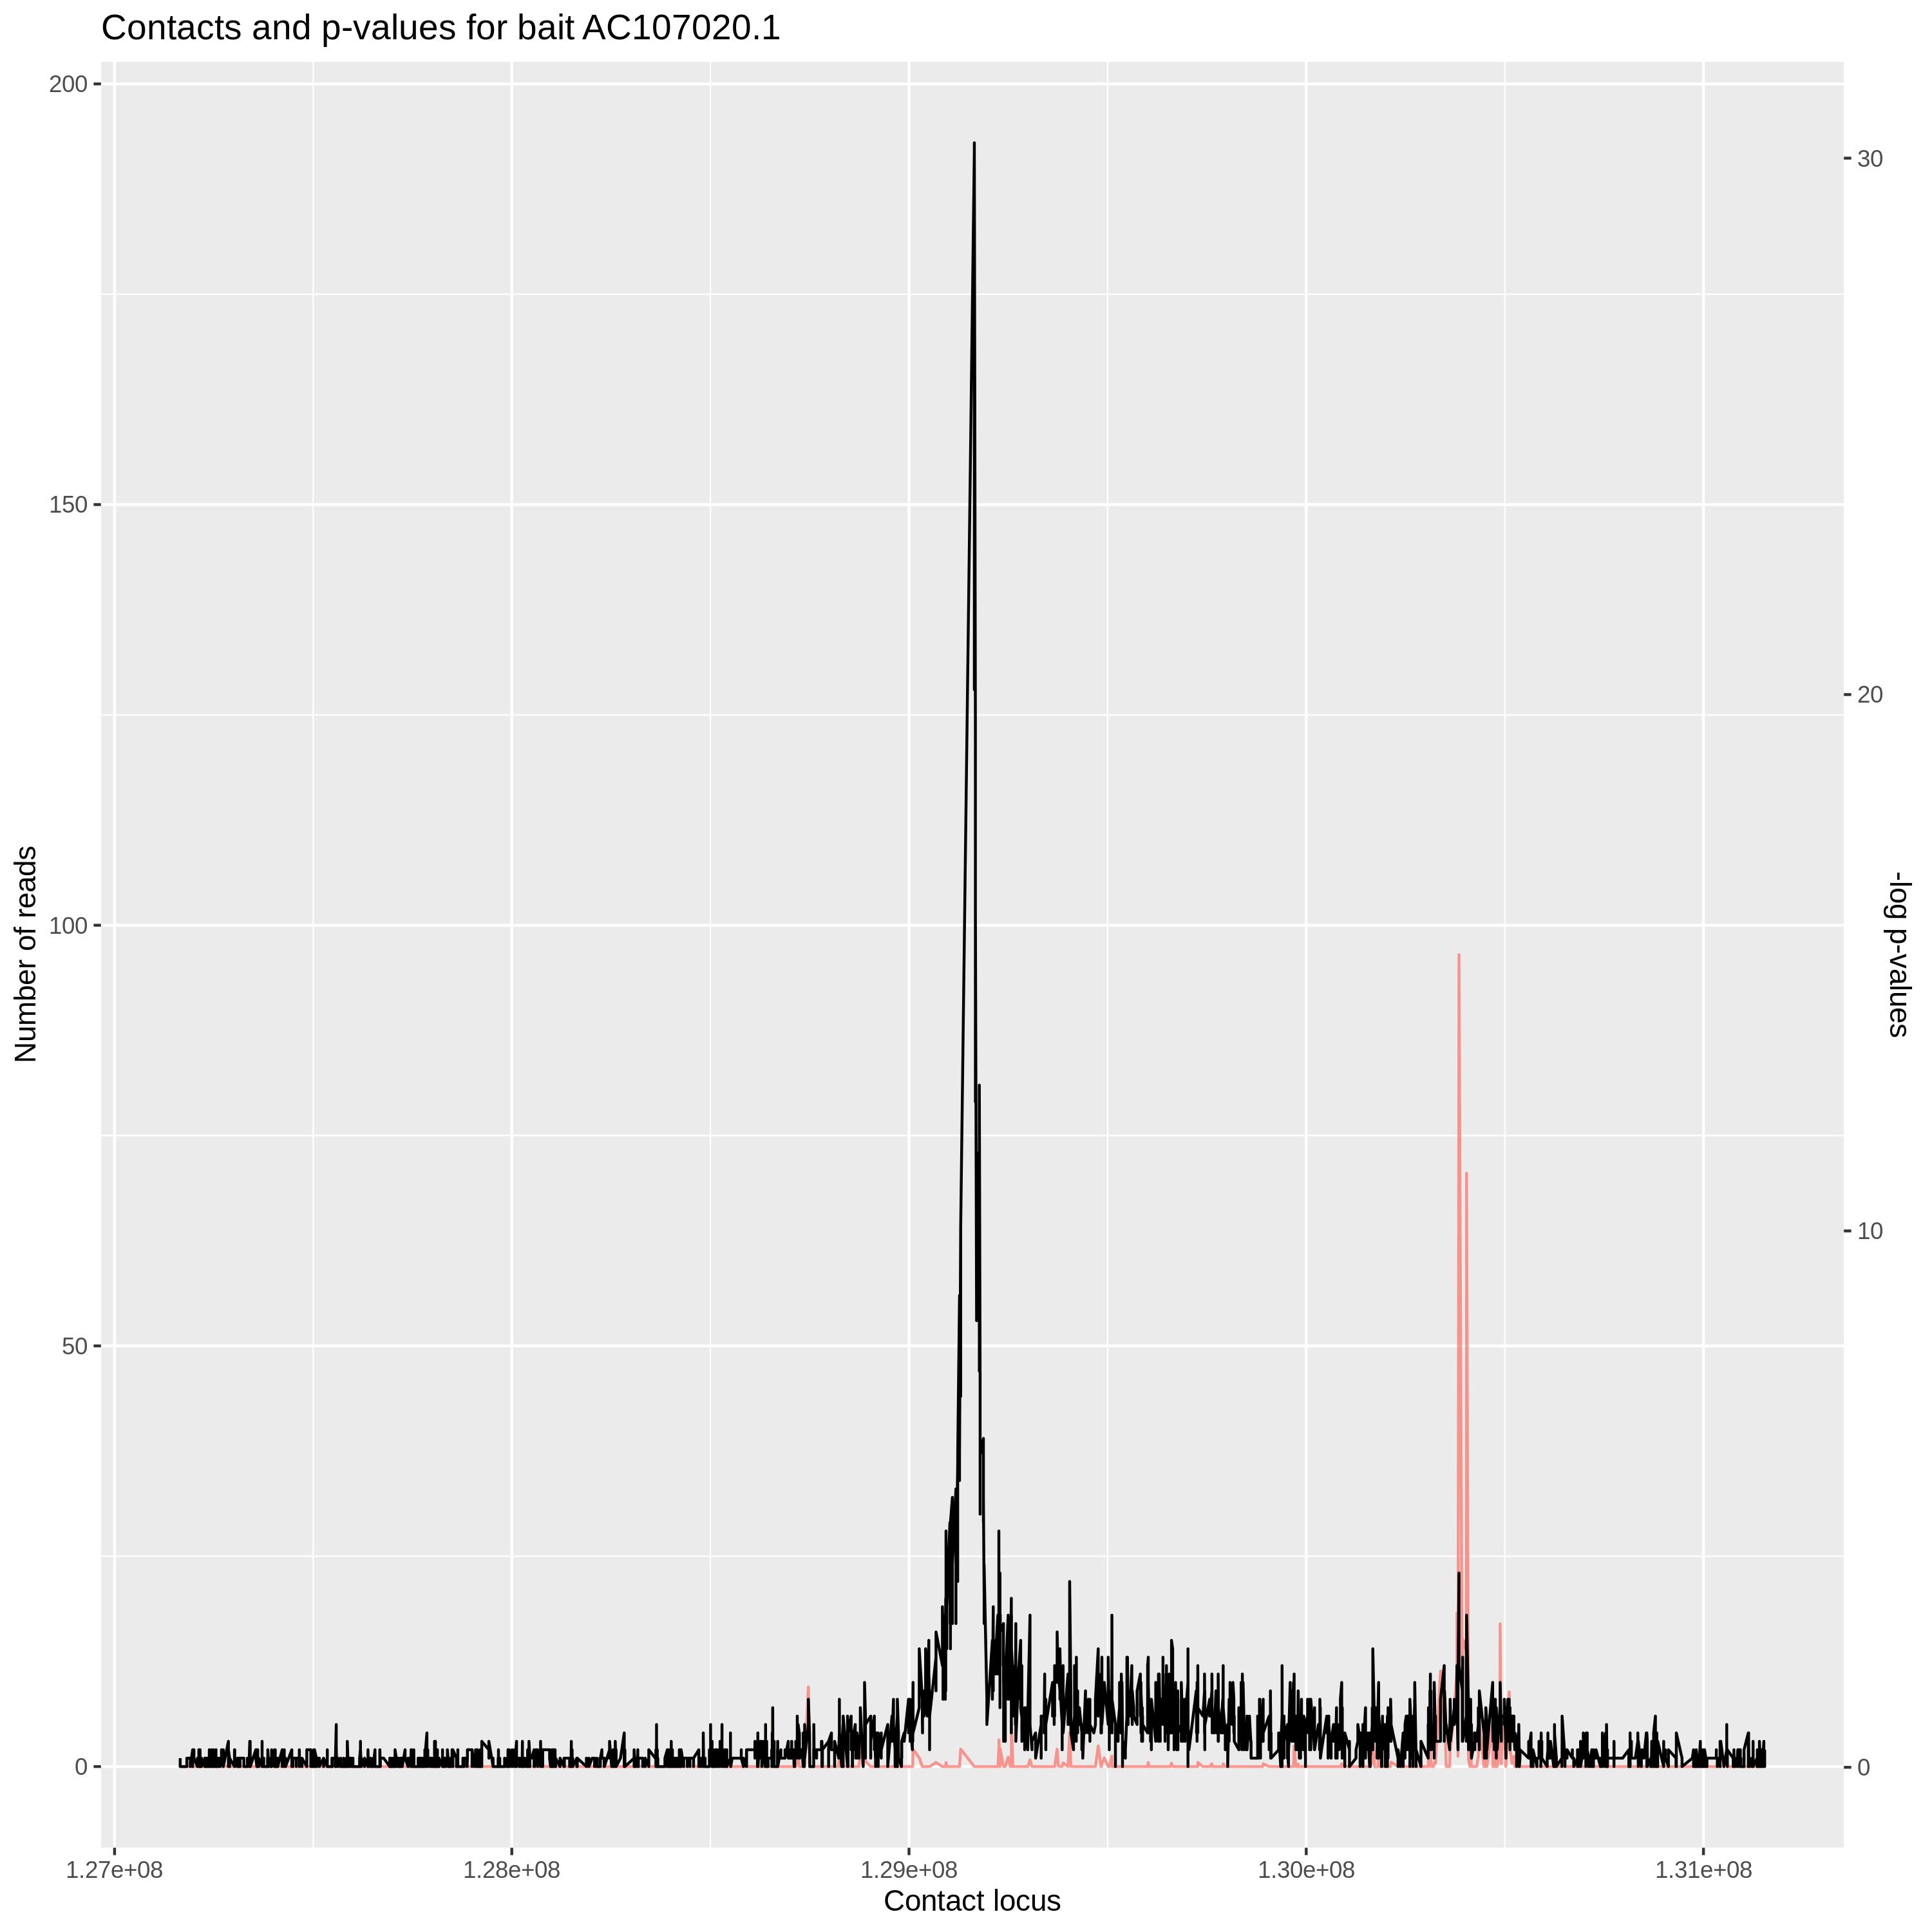 Contacts and p-values for bait AC107020.1
200
150
100
50
0
Number of reads
30
20
10
0
-log p-values
1.27e+08
1.28e+08
1.29e+08
1.30e+08
1.31e+08
Contact locus